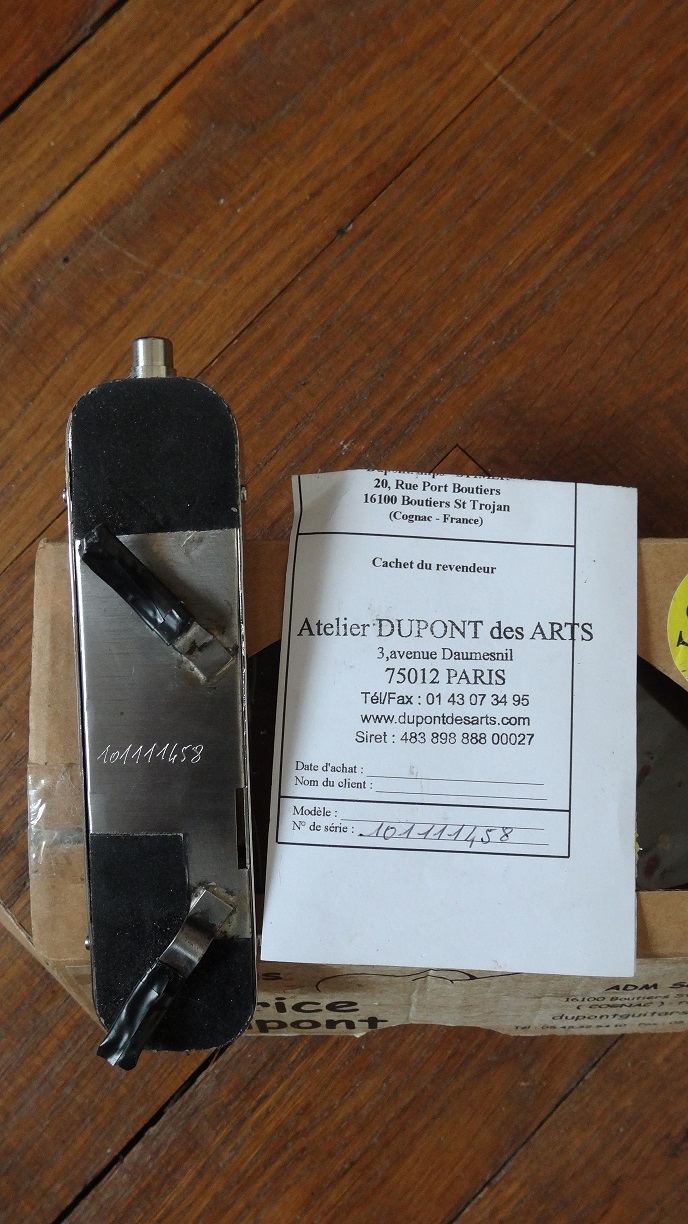 101111458
20, Rue Port Boutiers
16100 Boutiers St Trojan
(Cognac - France)
Cachet du revendeur
Atelier DUPONT des ARTS
3,avenue Daumesnil
75012 PARIS
Tél/Fax : 01 43 07 34 95
www.dupontdesarts.com
Siret : 483 898 888 00027
Date d'achat :
Nom du client :
Modèle :
N° de série : 101111458
rice
pont
ADM
16100 Boutiers
( COGNAC )
dupontguitars